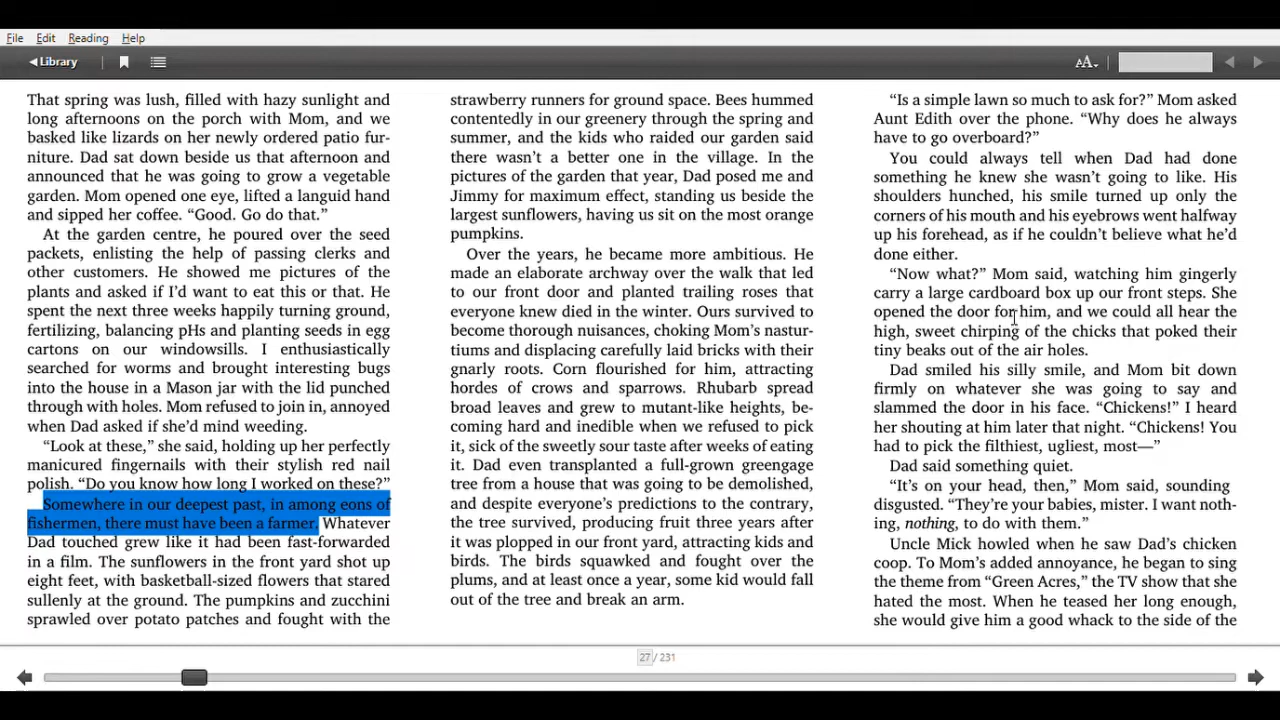 File Edit Reading Help
Library
AA
That spring was lush, filled with hazy sunlight and
long afternoons on the porch with Mom, and we
basked like lizards on her newly ordered patio fur-
niture. Dad sat down beside us that afternoon and
announced that he was going to grow a vegetable
garden. Mom opened one eye, lifted a languid hand
and sipped her coffee. “Good. Go do that.”
At the garden centre, he poured over the seed
packets, enlisting the help of passing clerks and
other customers. He showed me pictures of the
plants and asked if I’d want to eat this or that. He
spent the next three weeks happily turning ground,
fertilizing, balancing pHs and planting seeds in egg
cartons on our windowsills. I enthusiastically
searched for worms and brought interesting bugs
into the house in a Mason jar with the lid punched
through with holes. Mom refused to join in, annoyed
when Dad asked if she’d mind weeding.
“Look at these,” she said, holding up her perfectly
manicured fingernails with their stylish red nail
polish. “Do you know how long I worked on these?”
Somewhere in our deepest past, in among eons of
fishermen, there must have been a farmer. Whatever
Dad touched grew like it had been fast-forwarded
in a film. The sunflowers in the front yard shot up
eight feet, with basketball-sized flowers that stared
sullenly at the ground. The pumpkins and zucchini
sprawled over potato patches and fought with the
strawberry runners for ground space. Bees hummed
contentedly in our greenery through the spring and
summer, and the kids who raided our garden said
there wasn’t a better one in the village. In the
pictures of the garden that year, Dad posed me and
Jimmy for maximum effect, standing us beside the
largest sunflowers, having us sit on the most orange
pumpkins.
Over the years, he became more ambitious. He
made an elaborate archway over the walk that led
to our front door and planted trailing roses that
everyone knew died in the winter. Ours survived to
become thorough nuisances, choking Mom’s nastur-
tiums and displacing carefully laid bricks with their
gnarly roots. Corn flourished for him, attracting
hordes of crows and sparrows. Rhubarb spread
broad leaves and grew to mutant-like heights, be-
coming hard and inedible when we refused to pick
it, sick of the sweetly sour taste after weeks of eating
it. Dad even transplanted a full-grown greengage
tree from a house that was going to be demolished,
and despite everyone’s predictions to the contrary,
the tree survived, producing fruit three years after
it was plopped in our front yard, attracting kids and
birds. The birds squawked and fought over the
plums, and at least once a year, some kid would fall
out of the tree and break an arm.
“Is a simple lawn so much to ask for?” Mom asked
Aunt Edith over the phone. “Why does he always
have to go overboard?”
You could always tell when Dad had done
something he knew she wasn’t going to like. His
shoulders hunched, his smile turned up only the
corners of his mouth and his eyebrows went halfway
up his forehead, as if he couldn’t believe what he’d
done either.
“Now what?” Mom said, watching him gingerly
carry a large cardboard box up our front steps. She
opened the door for him, and we could all hear the
high, sweet chirping of the chicks that poked their
tiny beaks out of the air holes.
Dad smiled his silly smile, and Mom bit down
firmly on whatever she was going to say and
slammed the door in his face. “Chickens!” I heard
her shouting at him later that night. “Chickens! You
had to pick the filthiest, ugliest, most—”
Dad said something quiet.
“It’s on your head, then,” Mom said, sounding
disgusted. “They’re your babies, mister. I want noth-
ing, nothing, to do with them.”
Uncle Mick howled when he saw Dad’s chicken
coop. To Mom’s added annoyance, he began to sing
the theme from “Green Acres,” the TV show that she
hated the most. When he teased her long enough,
she would give him a good whack to the side of the
27 / 231